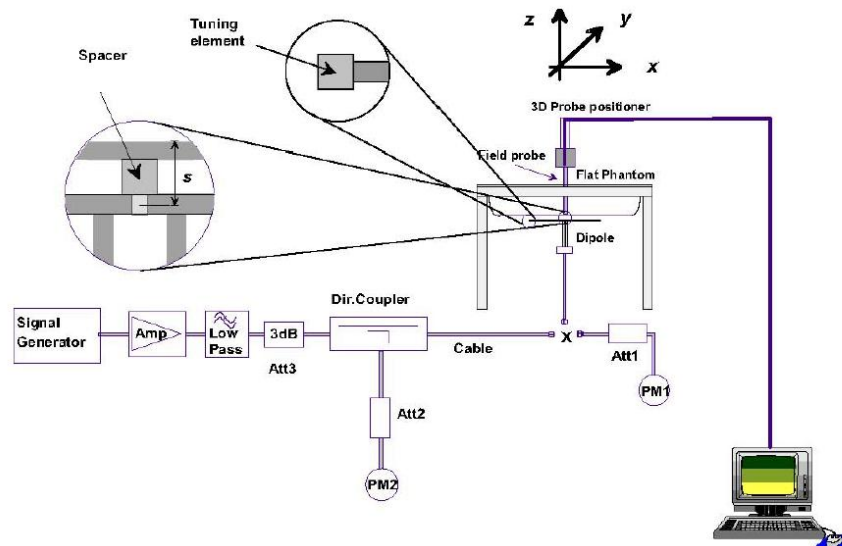 Tuning
element
Spacer
z
y
x
3D Probe positioner
Field probe
Flat Phantom
s
Dipole
Dir.Coupler
Signal
Generator
Amp
Low
Pass
3dB
Att3
Cable
X
Att1
PM1
Att2
PM2